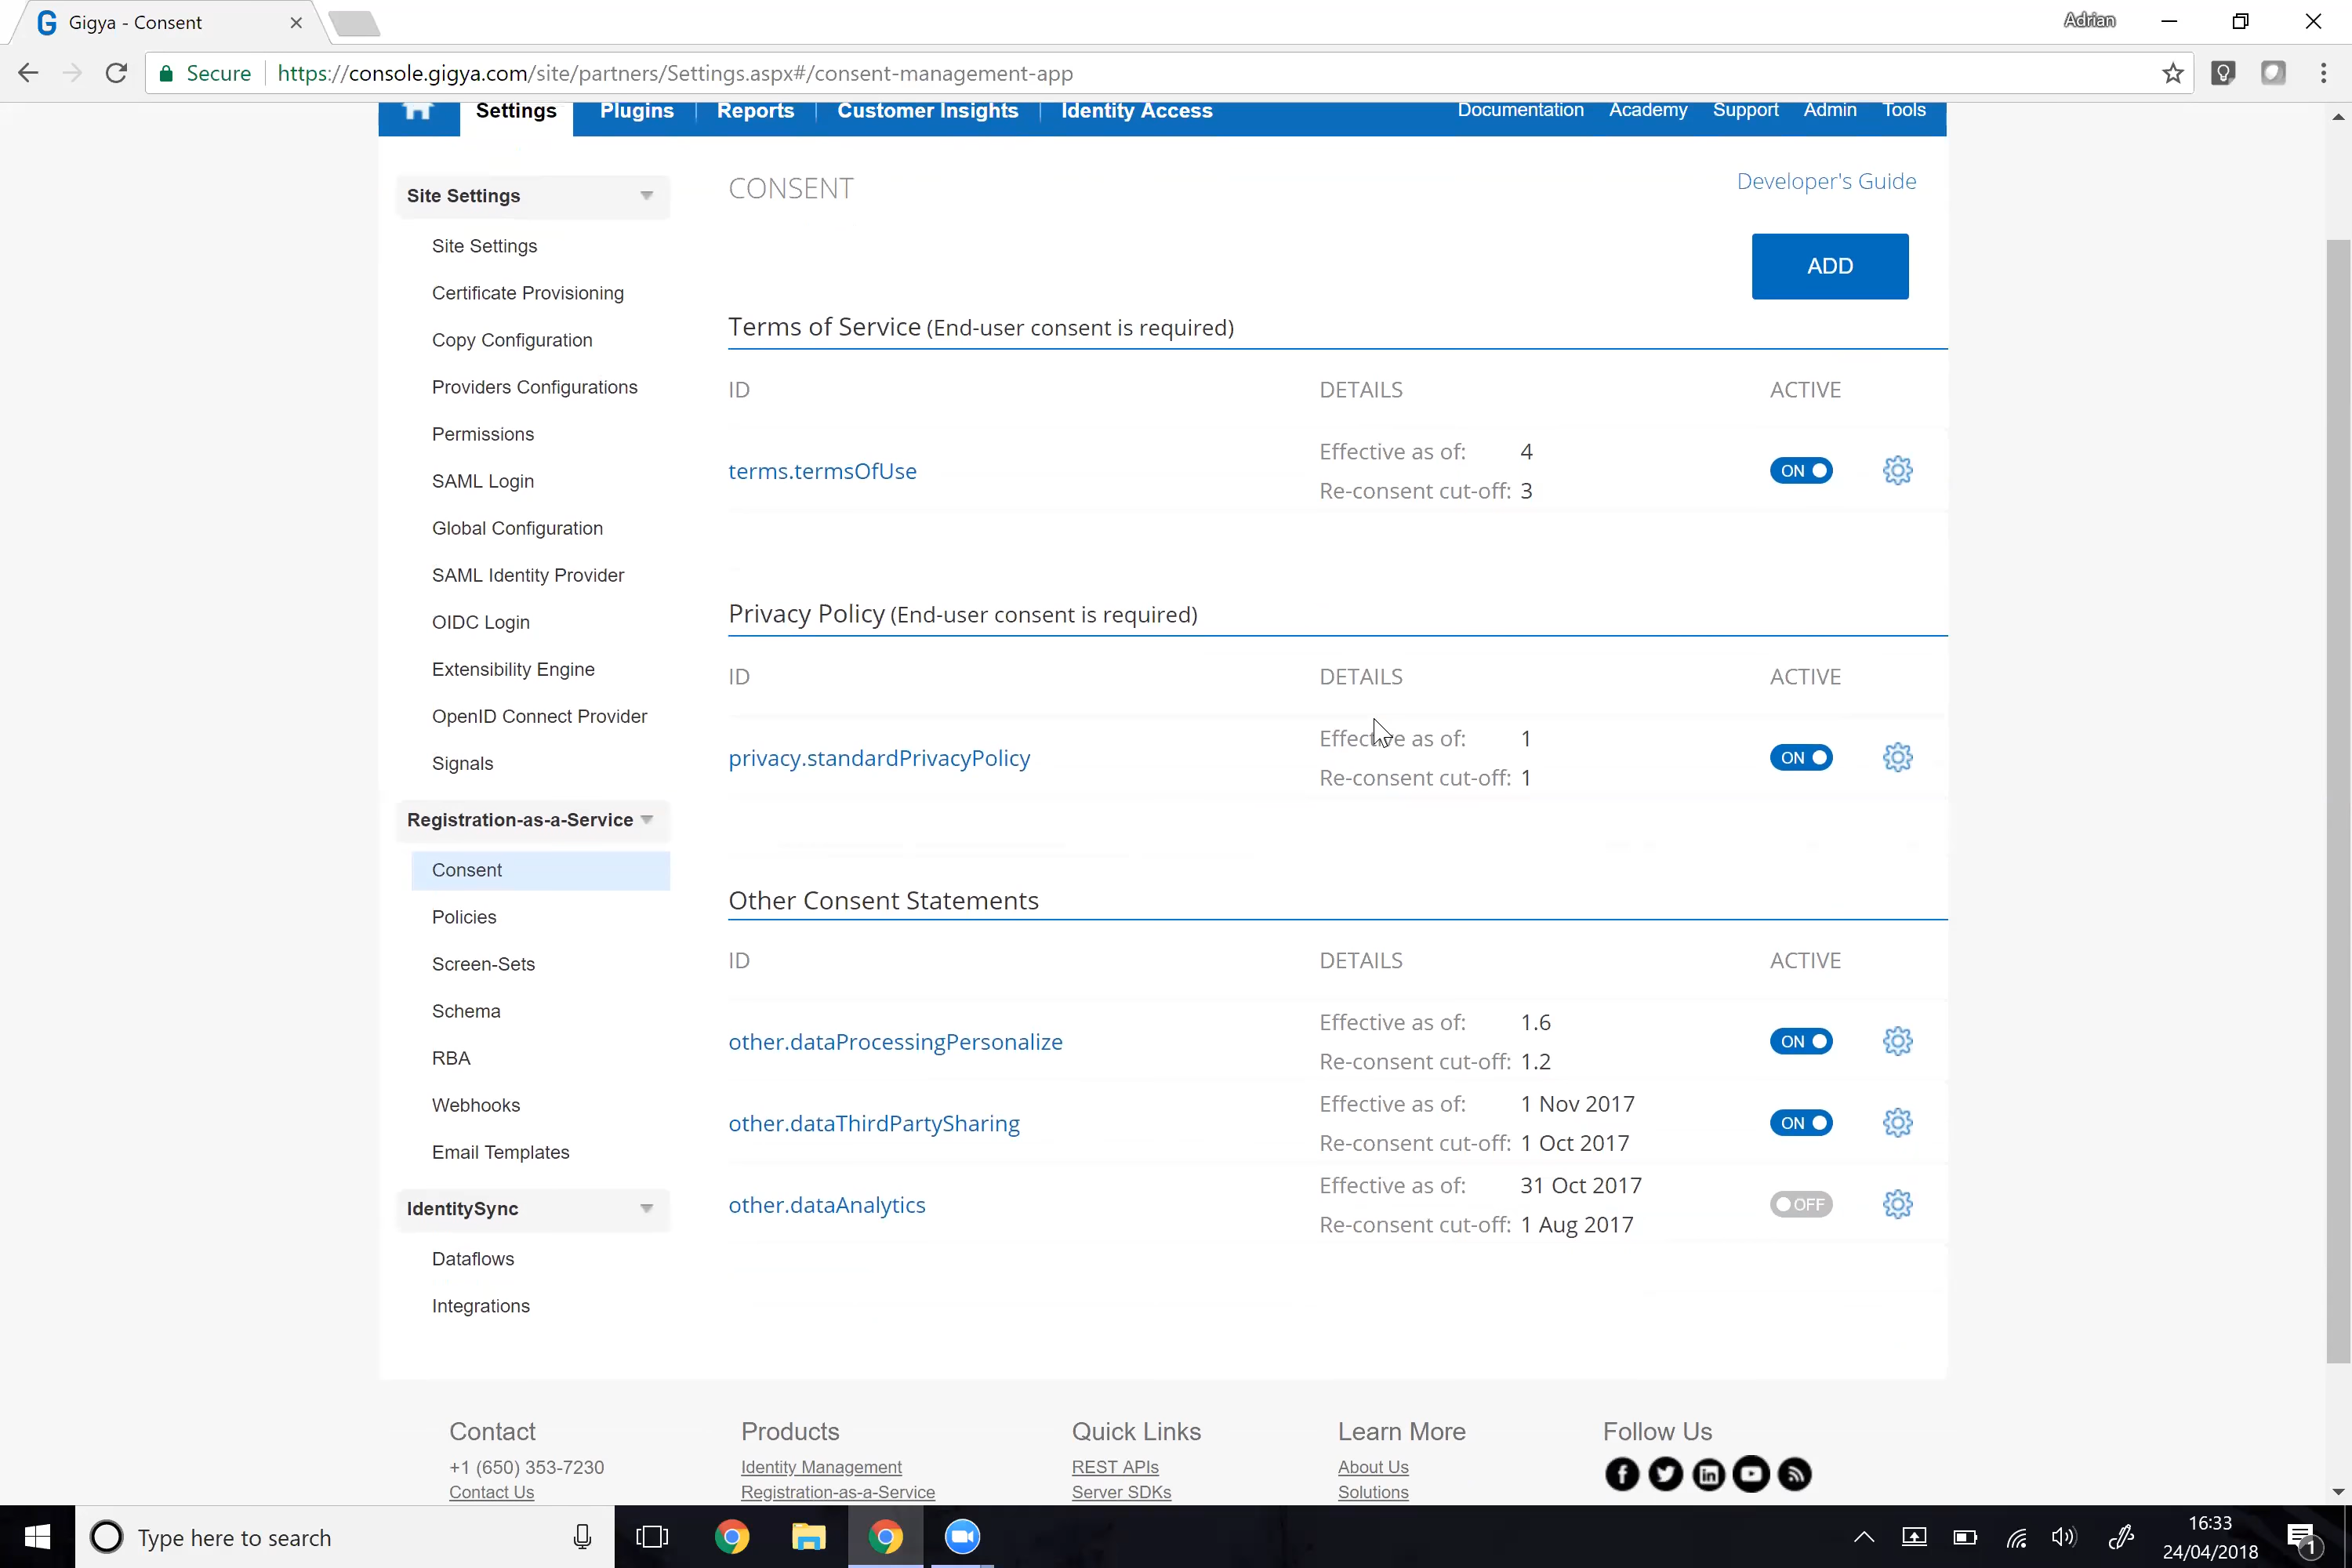 Gigya - Consent
Adrian
Secure https://console.gigya.com/site/partners/Settings.aspx#/consent-management-app
Settings Plugins Reports Customer Insights Identity Access Documentation Academy Support Admin Tools
Site Settings
Site Settings
Certificate Provisioning
Copy Configuration
Providers Configurations
Permissions
SAML Login
Global Configuration
SAML Identity Provider
OIDC Login
Extensibility Engine
OpenID Connect Provider
Signals
Registration-as-a-Service
Consent
Policies
Screen-Sets
Schema
RBA
Webhooks
Email Templates
IdentitySync
Dataflows
Integrations
CONSENT
Developer's Guide
ADD
Terms of Service (End-user consent is required)
ID DETAILS ACTIVE
terms.termsOfUse
Effective as of: 4
Re-consent cut-off: 3
ON
Privacy Policy (End-user consent is required)
ID DETAILS ACTIVE
privacy.standardPrivacyPolicy
Effective as of: 1
Re-consent cut-off: 1
ON
Other Consent Statements
ID DETAILS ACTIVE
other.dataProcessingPersonalize
Effective as of: 1.6
Re-consent cut-off: 1.2
ON
other.dataThirdPartySharing
Effective as of: 1 Nov 2017
Re-consent cut-off: 1 Oct 2017
ON
other.dataAnalytics
Effective as of: 31 Oct 2017
Re-consent cut-off: 1 Aug 2017
OFF
Contact
+1 (650) 353-7230
Contact Us
Products
Identity Management
Registration-as-a-Service
Quick Links
REST APIs
Server SDKs
Learn More
About Us
Solutions
Follow Us
Type here to search
16:33
24/04/2018
1